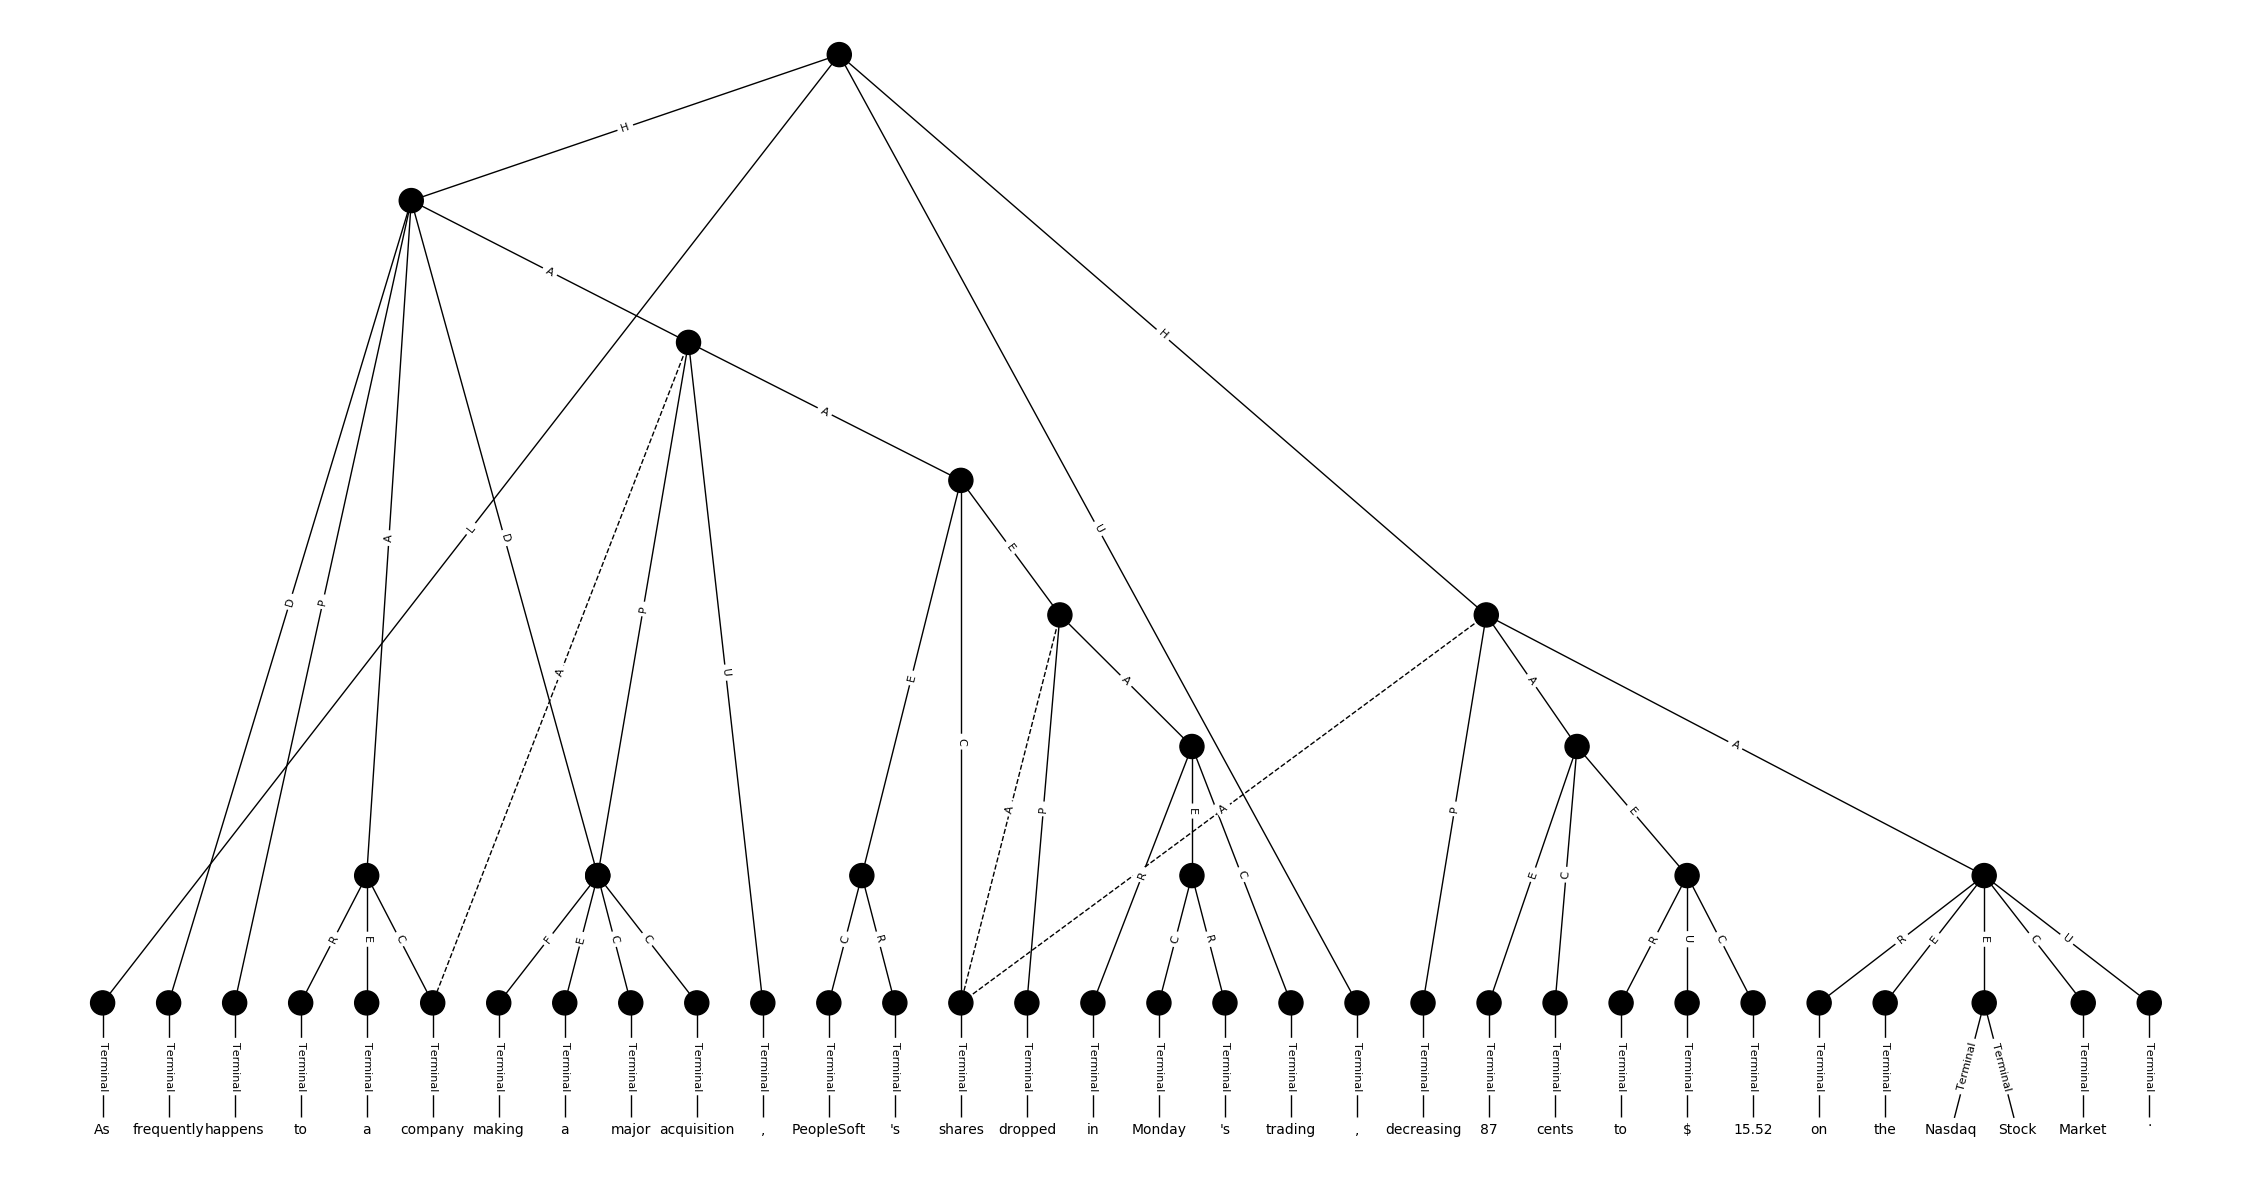 H
A
H
A
L
A
D
U
E
D
P
A
P
A
U
E
C
A
A
A
A
P
E
A
P
E
R
E
C
E
C
R
E
C
F
E
C
C
C
R
C
R
R
U
C
R
E
E
C
U
Terminal Terminal Terminal Terminal Terminal Terminal Terminal Terminal Terminal Terminal Terminal Terminal Terminal Terminal Terminal Terminal Terminal Terminal Terminal Terminal Terminal Terminal Terminal Terminal Terminal Terminal Terminal Terminal Terminal Terminal Terminal Terminal
As frequently happens to a company making a major acquisition , PeopleSoft 's shares dropped in Monday 's trading , decreasing 87 cents to $ 15.52 on the Nasdaq Stock Market .